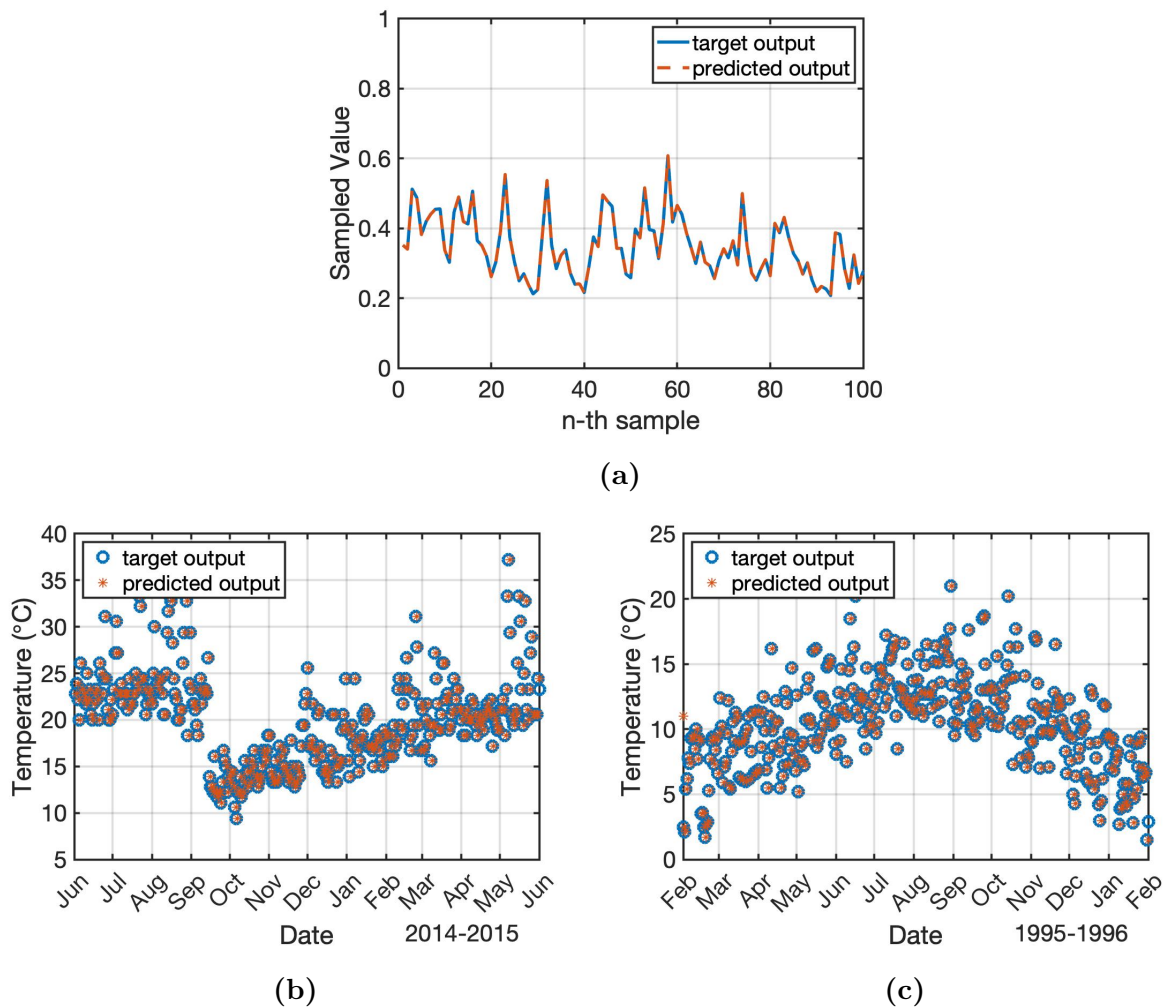 1
0.8
0.6
0.4
0.2
0
Sampled Value
target output
predicted output
0 20 40 60 80 100
n-th sample
(a)
40
35
30
25
20
15
10
5
Temperature (°C)
target output
predicted output
Jun Jul Aug Sep Oct Nov Dec Jan Feb Mar Apr May Jun
Date 2014-2015
(b)
25
20
15
10
5
0
Temperature (°C)
target output
predicted output
Feb Mar Apr May Jun Jul Aug Sep Oct Nov Dec Jan Feb
Date 1995-1996
(c)